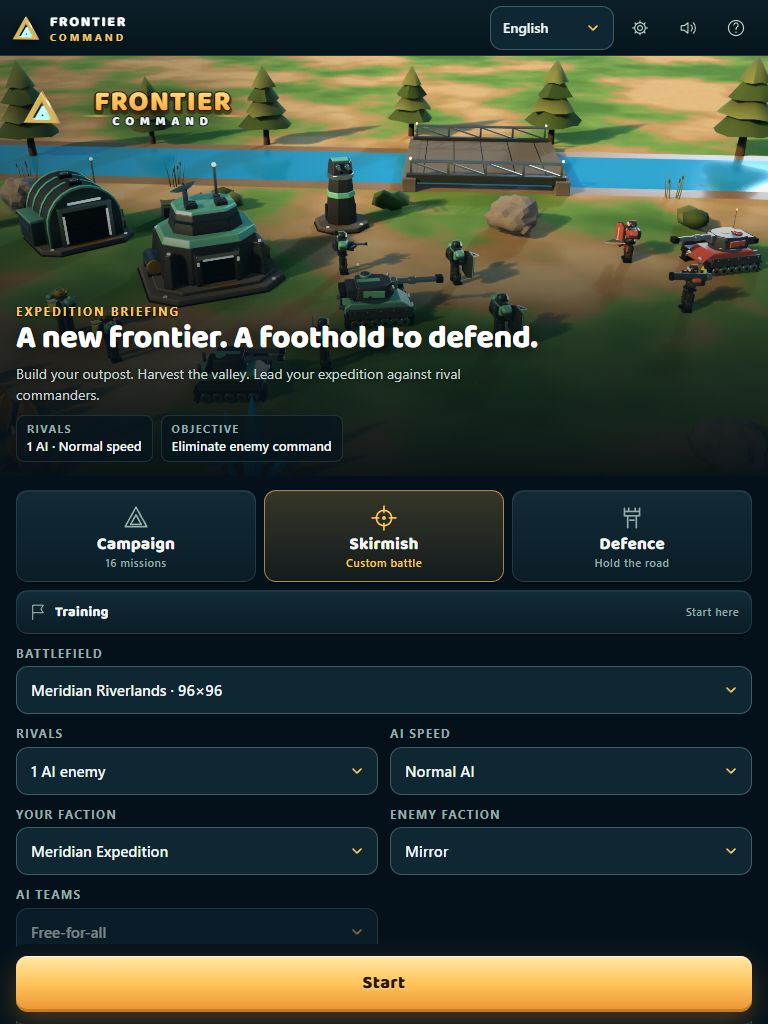 FRONTIER
COMMAND
English
FRONTIER
COMMAND
EXPEDITION BRIEFING
A new frontier. A foothold to defend.
Build your outpost. Harvest the valley. Lead your expedition against rival
commanders.
RIVALS
1 AI · Normal speed
OBJECTIVE
Eliminate enemy command
Campaign
16 missions
Skirmish
Custom battle
Defence
Hold the road
Training
Start here
BATTLEFIELD
Meridian Riverlands · 96×96
RIVALS
1 AI enemy
AI SPEED
Normal AI
YOUR FACTION
Meridian Expedition
ENEMY FACTION
Mirror
AI TEAMS
Free-for-all
Start